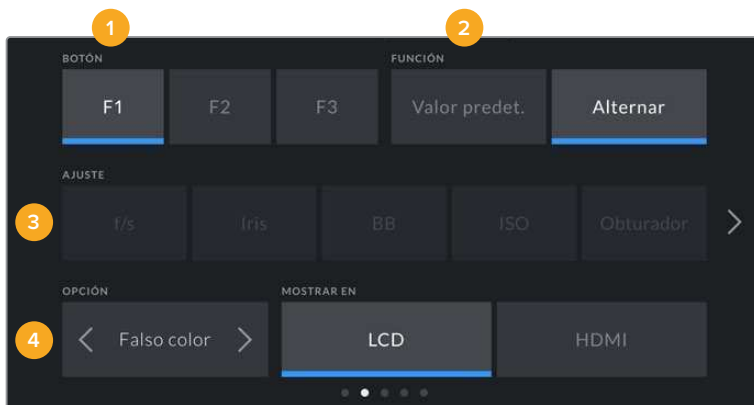 1 2
BOTÓN FUNCIÓN
F1 F2 F3 Valor predet. Alternar
AJUSTE
3 f/s Iris BB ISO Obturador
OPCIÓN MOSTRAR EN
4 Falso color LCD HDMI